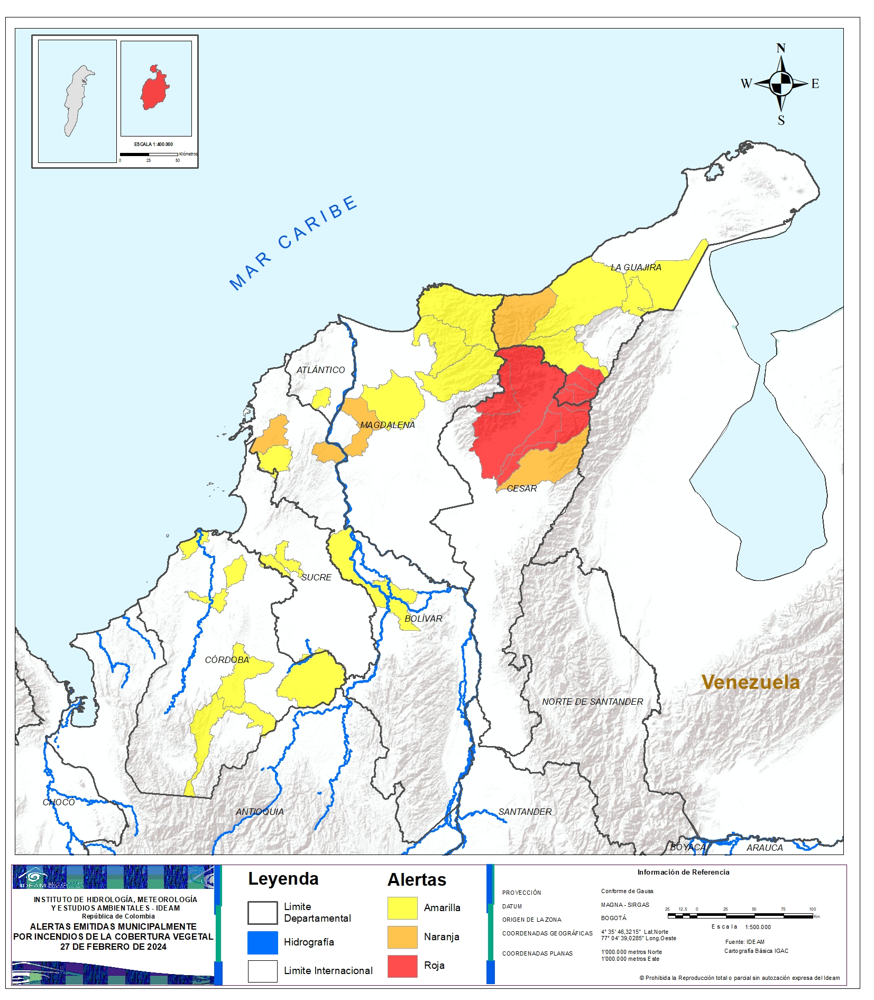 N
W
E
S
ESCALA 1:400.000
Kilómetros
0 25 50
MAR CARIBE
LA GUAJIRA
ATLÁNTICO
MAGDALENA
CESAR
SUCRE
BOLÍVAR
CÓRDOBA
Venezuela
NORTE DE SANTANDER
CHOCÓ
ANTIOQUIA
SANTANDER
BOYACÁ
ARAUCA
IDEAM
INSTITUTO DE HIDROLOGÍA, METEOROLOGÍA
Y ESTUDIOS AMBIENTALES - IDEAM
República de Colombia
ALERTAS EMITIDAS MUNICIPALMENTE
POR INCENDIOS DE LA COBERTURA VEGETAL
27 DE FEBRERO DE 2024
Leyenda
Limite
Departamental
Hidrografía
Limite Internacional
Alertas
Amarilla
Naranja
Roja
Información de Referencia
PROYECCIÓN
Conforme de Gauss
DATUM
MAGNA - SIRGAS
ORIGEN DE LA ZONA
BOGOTÁ
COORDENADAS GEOGRÁFICAS
4° 35' 46,3215" Lat.Norte
77° 04' 39,0285" Long.Oeste
COORDENADAS PLANAS
1'000.000 metros Norte
1'000.000 metros Este
25 12,5 0 25 50 75 100
Km
Escala 1:500.000
Fuente: IDEAM
Cartografía Básica IGAC
© Prohibida la Reproducción total o parcial sin autozación expresa del Ideam